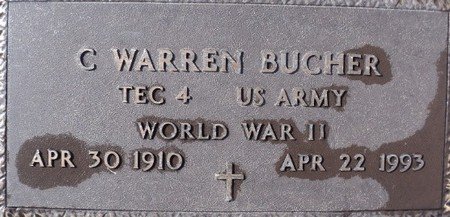 C WARREN BUCHER
TEC 4 US ARMY
WORLD WAR II
APR 30 1910 APR 22 1993